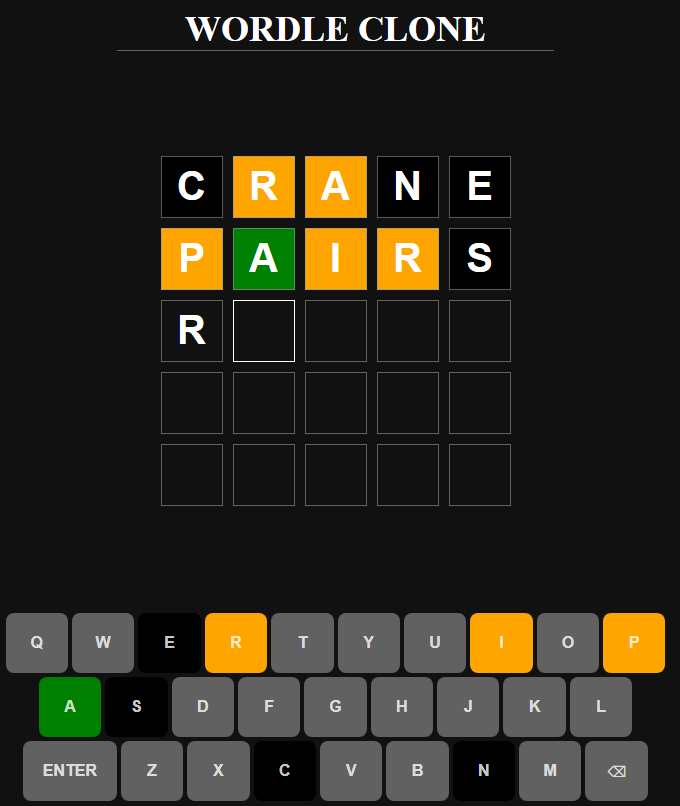 WORDLE CLONE
C R A N E
P A I R S
R
Q W E R T Y U I O P
A S D F G H J K L
ENTER Z X C V B N M ⌫